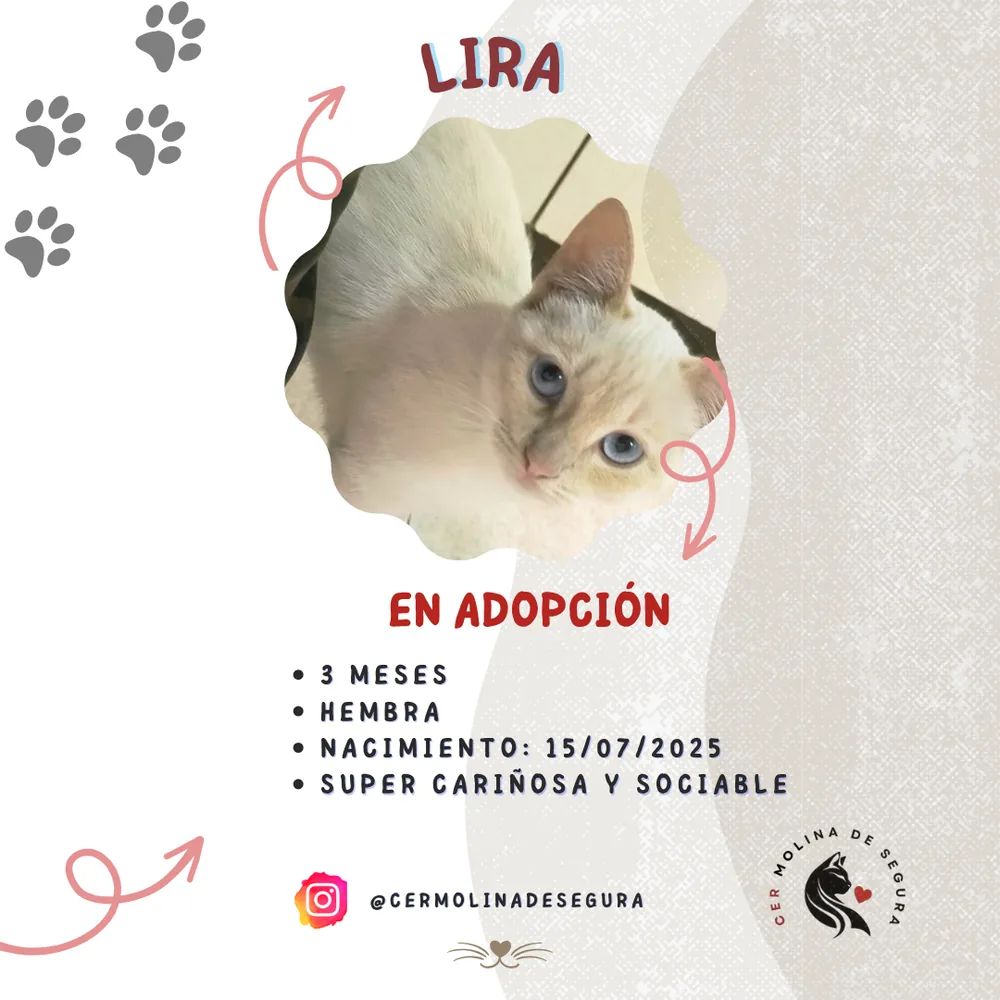 LIRA
EN ADOPCIÓN
• 3 MESES
• HEMBRA
• NACIMIENTO: 15/07/2025
• SUPER CARIÑOSA Y SOCIABLE
CER MOLINA DE SEGURA
@CERMOLINADESEGURA